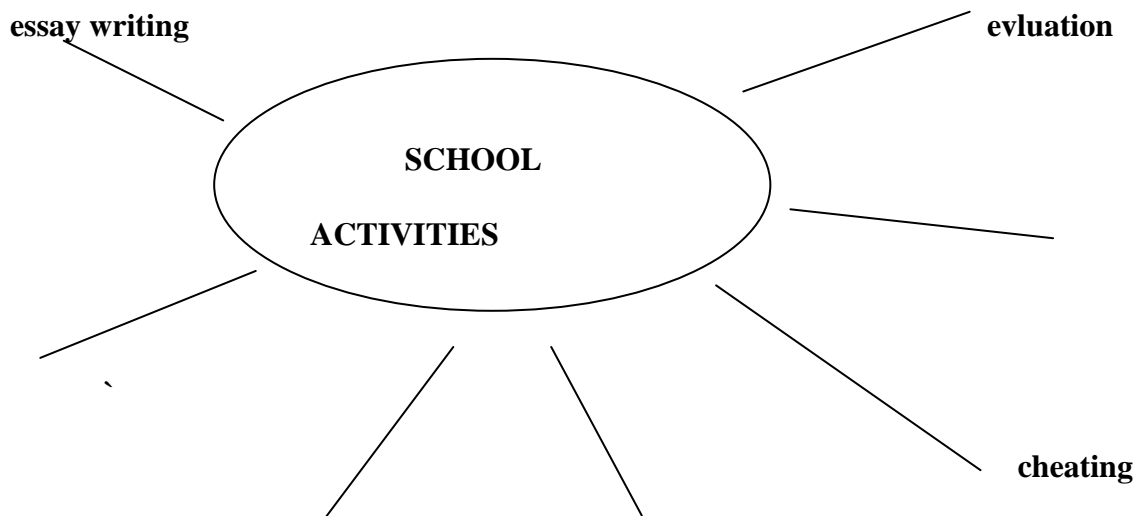 essay writing
evluation
SCHOOL
ACTIVITIES
`
cheating